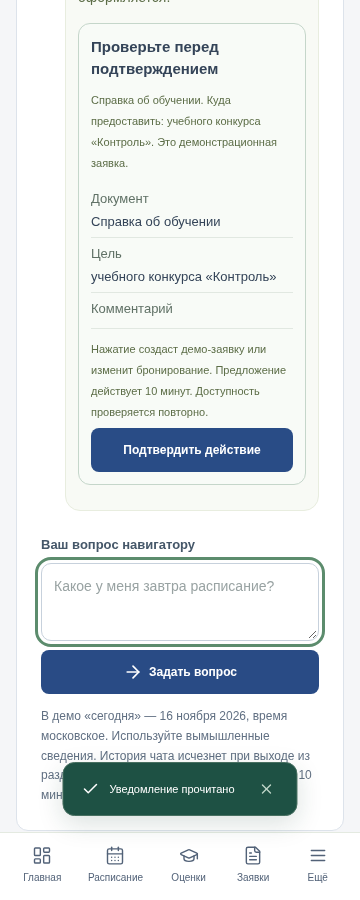 Проверьте перед
подтверждением
Справка об обучении. Куда
предоставить: учебного конкурса
«Контроль». Это демонстрационная
заявка.
Документ
Справка об обучении
Цель
учебного конкурса «Контроль»
Комментарий
Нажатие создаст демо-заявку или
изменит бронирование. Предложение
действует 10 минут. Доступность
проверяется повторно.
Подтвердить действие
Ваш вопрос навигатору
Какое у меня завтра расписание?
Задать вопрос
В демо «сегодня» — 16 ноября 2026, время
московское. Используйте вымышленные
сведения. История чата исчезнет при выходе из
10
Уведомление прочитано
Главная
Расписание
Оценки
Заявки
Ещё